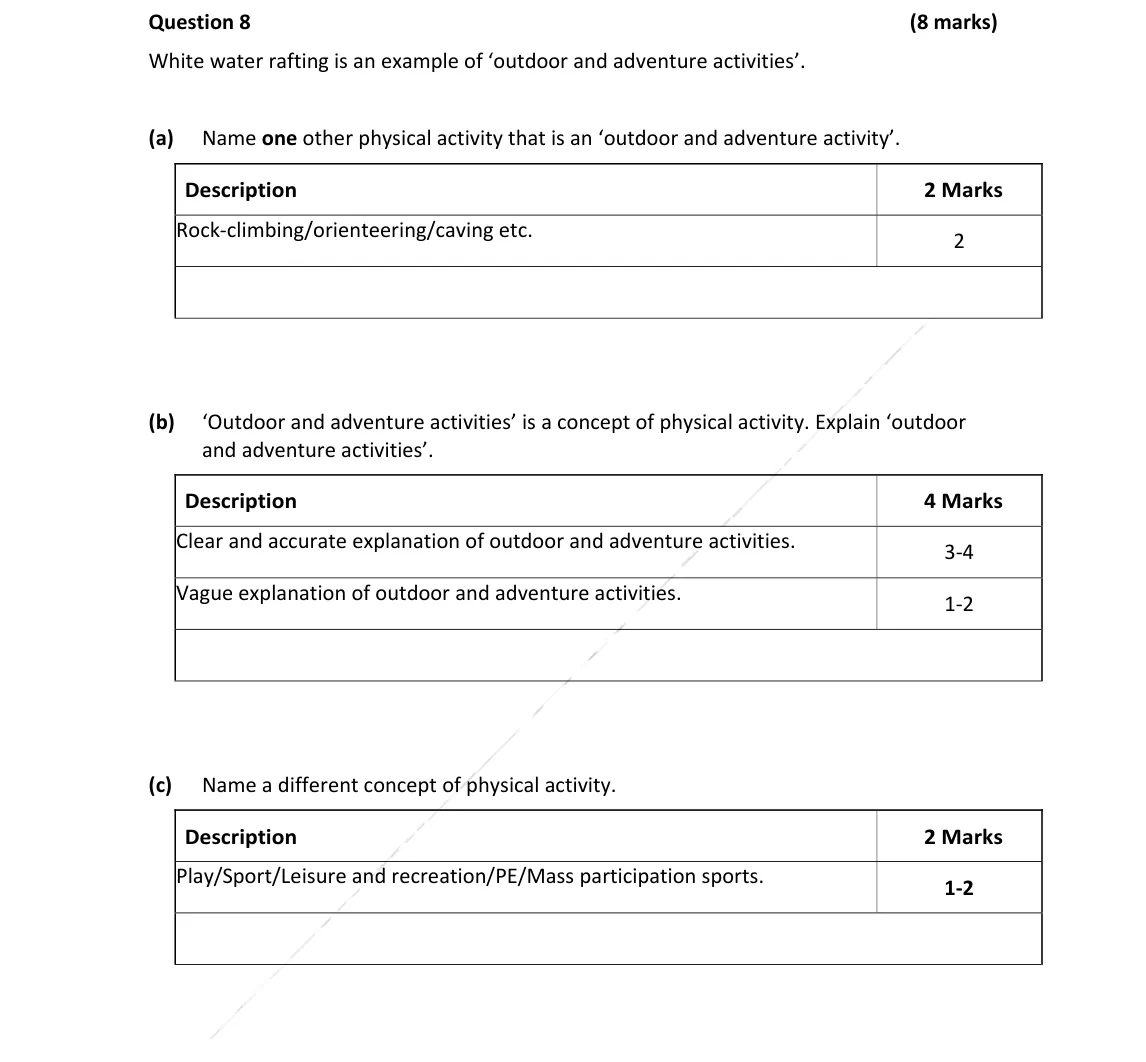 Question 8 (8 marks)
White water rafting is an example of ‘outdoor and adventure activities’.
(a) Name one other physical activity that is an ‘outdoor and adventure activity’.
Description 2 Marks
Rock-climbing/orienteering/caving etc. 2
(b) ‘Outdoor and adventure activities’ is a concept of physical activity. Explain ‘outdoor
and adventure activities’.
Description 4 Marks
Clear and accurate explanation of outdoor and adventure activities. 3-4
Vague explanation of outdoor and adventure activities. 1-2
(c) Name a different concept of physical activity.
Description 2 Marks
Play/Sport/Leisure and recreation/PE/Mass participation sports. 1-2